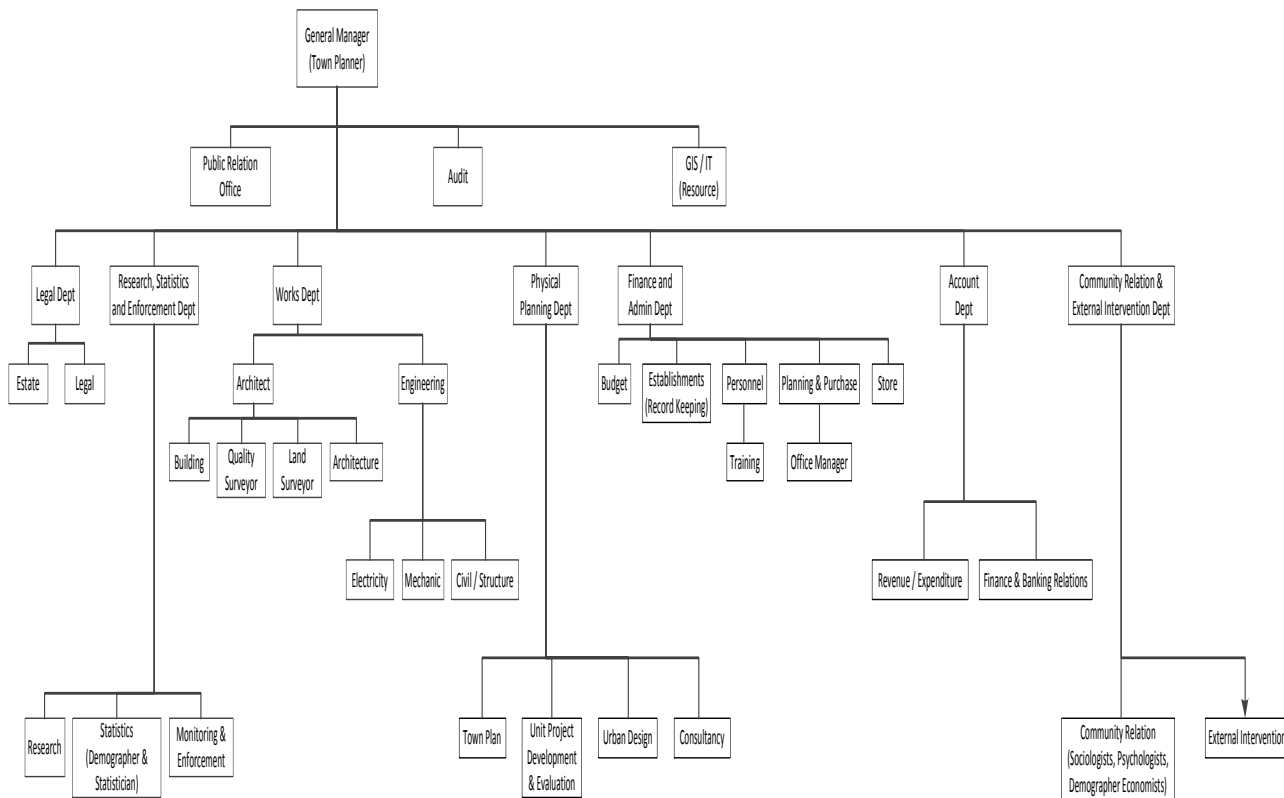 General Manager
(Town Planner)
Public Relation
Office
Audit
GIS / IT
(Resource)
Legal Dept
Research, Statistics
and Enforcement Dept
Works Dept
Physical
Planning Dept
Finance and
Admin Dept
Account
Dept
Community Relation &
External Intervention Dept
Estate
Legal
Architect
Engineering
Budget
Establishments
(Record Keeping)
Personnel
Planning & Purchase
Store
Building
Quality
Surveyor
Land
Surveyor
Architecture
Training
Office Manager
Electricity
Mechanic
Civil / Structure
Revenue / Expenditure
Finance & Banking Relations
Research
Statistics
(Demographer &
Statistician)
Monitoring &
Enforcement
Town Plan
Unit Project
Development
& Evaluation
Urban Design
Consultancy
Community Relation
(Sociologists, Psychologists,
Demographer Economists)
External Intervention